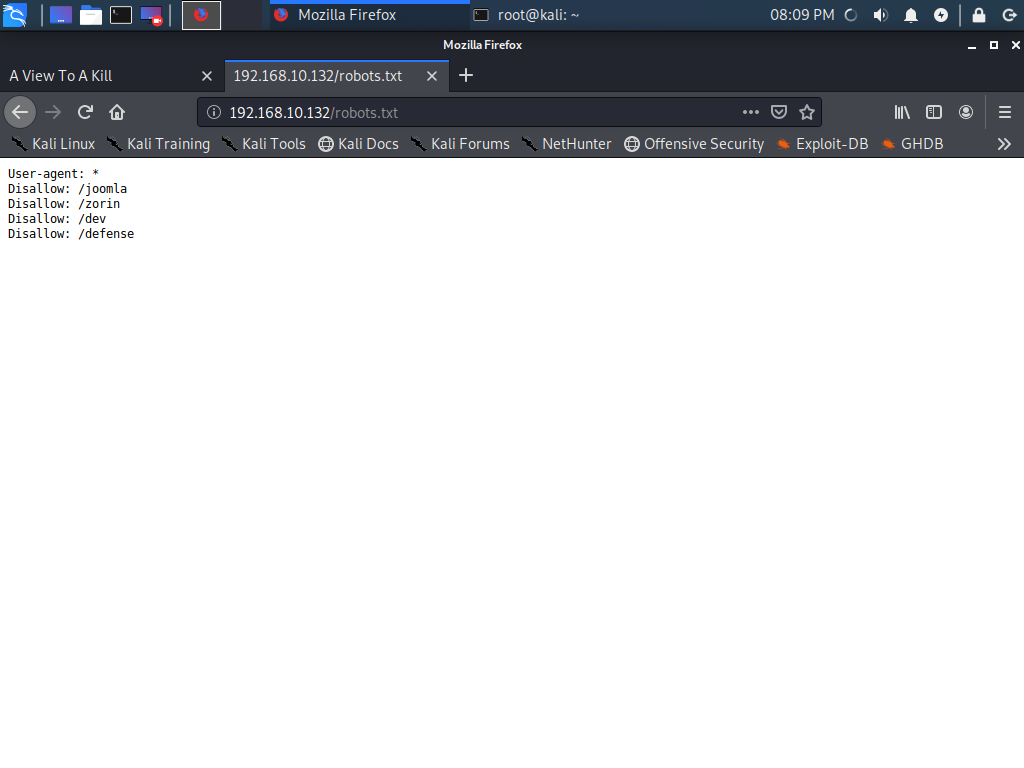 Mozilla Firefox
root@kali: ~
08:09 PM
Mozilla Firefox
A View To A Kill
192.168.10.132/robots.txt
192.168.10.132/robots.txt
Kali Linux
Kali Training
Kali Tools
Kali Docs
Kali Forums
NetHunter
Offensive Security
Exploit-DB
GHDB
User-agent: *
Disallow: /joomla
Disallow: /zorin
Disallow: /dev
Disallow: /defense